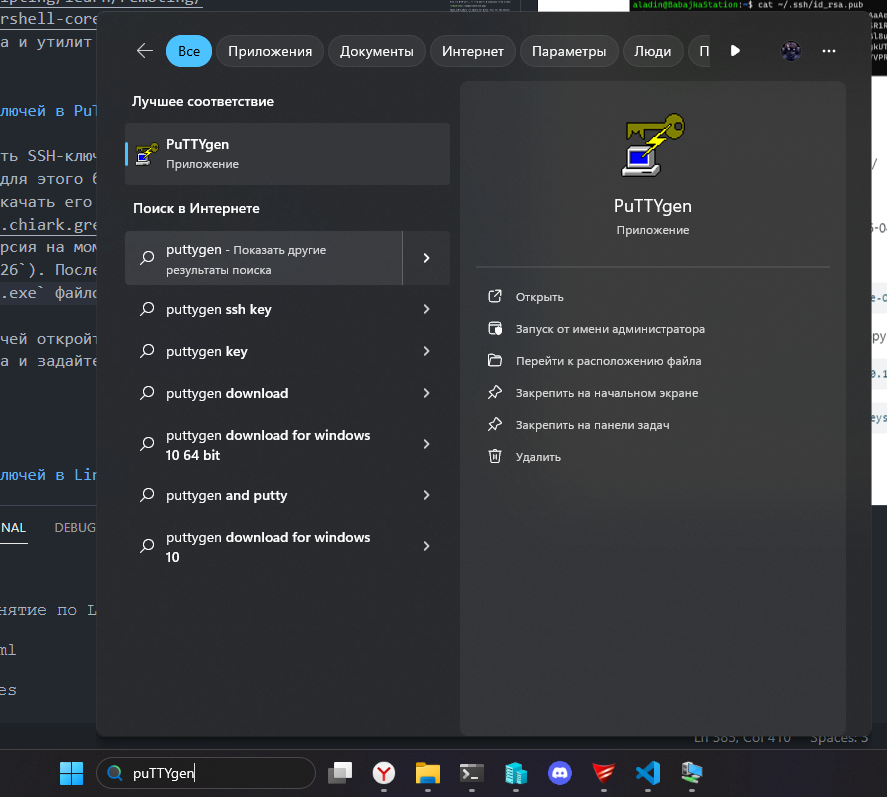 aladin@BabajkaStation:~$ cat ~/.ssh/id_rsa.pub
Все
Приложения
Документы
Интернет
Параметры
Люди
П
Лучшее соответствие
PuTTYgen
Приложение
Поиск в Интернете
puttygen - Показать другие
результаты поиска
puttygen ssh key
puttygen key
puttygen download
puttygen download for windows
10 64 bit
puttygen and putty
puttygen download for windows
10
PuTTYgen
Приложение
Открыть
Запуск от имени администратора
Перейти к расположению файла
Закрепить на начальном экране
Закрепить на панели задач
Удалить
rshell-core
а и утилит
лючей в PuT
ть SSH-ключ
для этого б
качать его
.chiark.gre
рсия на мом
26`). После
.exe` файло
чей откройт
а и задайте
лючей в Lin
NAL
DEBUG
нятие по L
ml
es
Ln 385, Col 410
Spaces: 3
puTTYgen